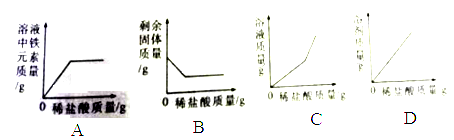 溶液
中铁
元素
质量
/g
0 稀盐酸质量/g
A
剩余
固体
质量
/g
0 稀盐酸质量/g
B
溶液质量/g
0 稀盐酸质量/g
C
溶剂质量/g
0 稀盐酸质量/g
D